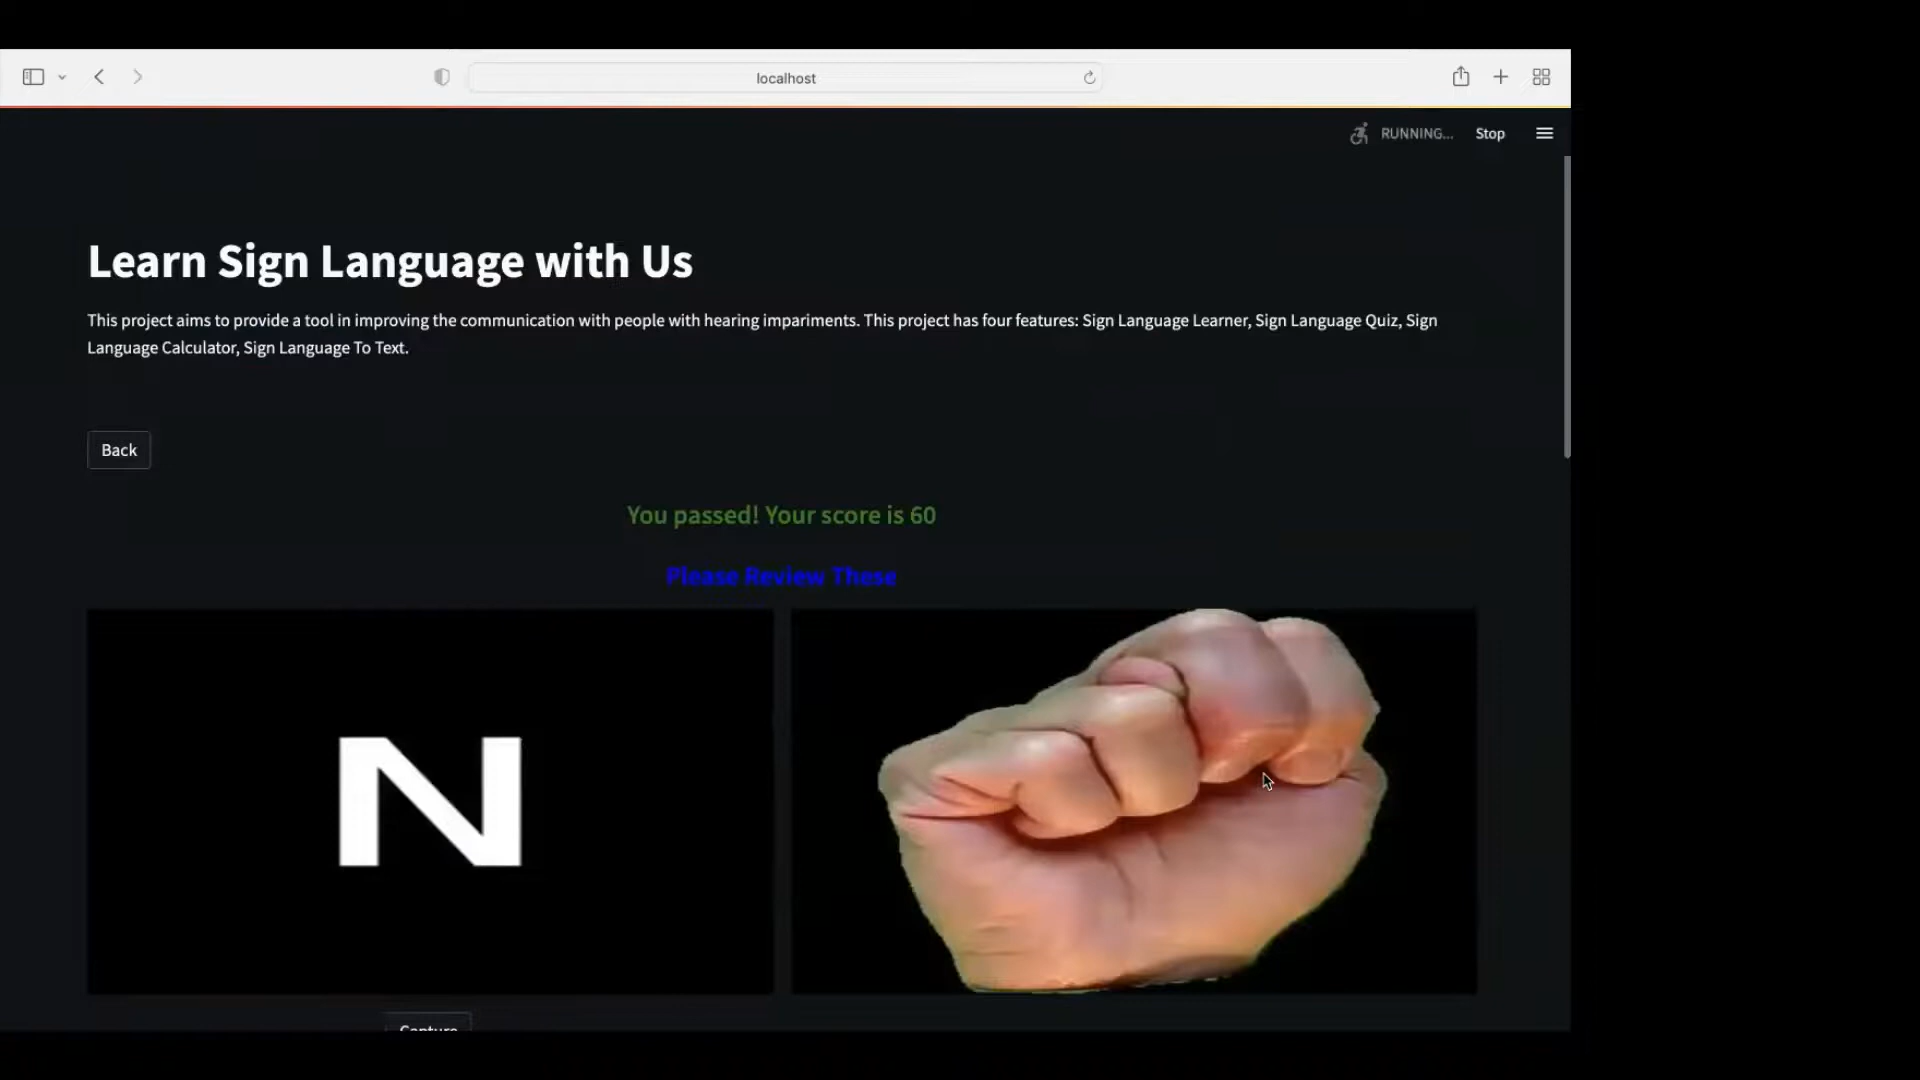 localhost
RUNNING...
Stop
Learn Sign Language with Us
This project aims to provide a tool in improving the communication with people with hearing impariments. This project has four features: Sign Language Learner, Sign Language Quiz, Sign
Language Calculator, Sign Language To Text.
Back
You passed! Your score is 60
Please Review These
N
Capture